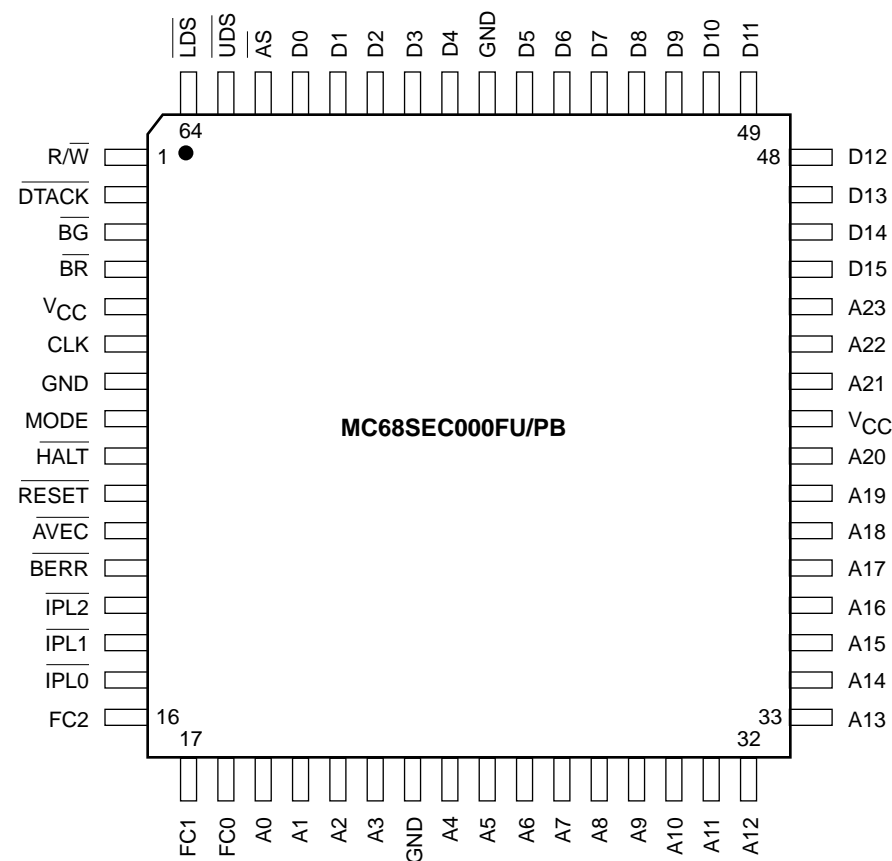 LDS UDS AS D0 D1 D2 D3 D4 GND D5 D6 D7 D8 D9 D10 D11
64 49
R/W 1 48 D12
DTACK D13
BG D14
BR D15
VCC A23
CLK A22
GND A21
MODE VCC
MC68SEC000FU/PB
HALT A20
RESET A19
AVEC A18
BERR A17
IPL2 A16
IPL1 A15
IPL0 A14
FC2 16 33 A13
17 32
FC1 FC0 A0 A1 A2 A3 GND A4 A5 A6 A7 A8 A9 A10 A11 A12